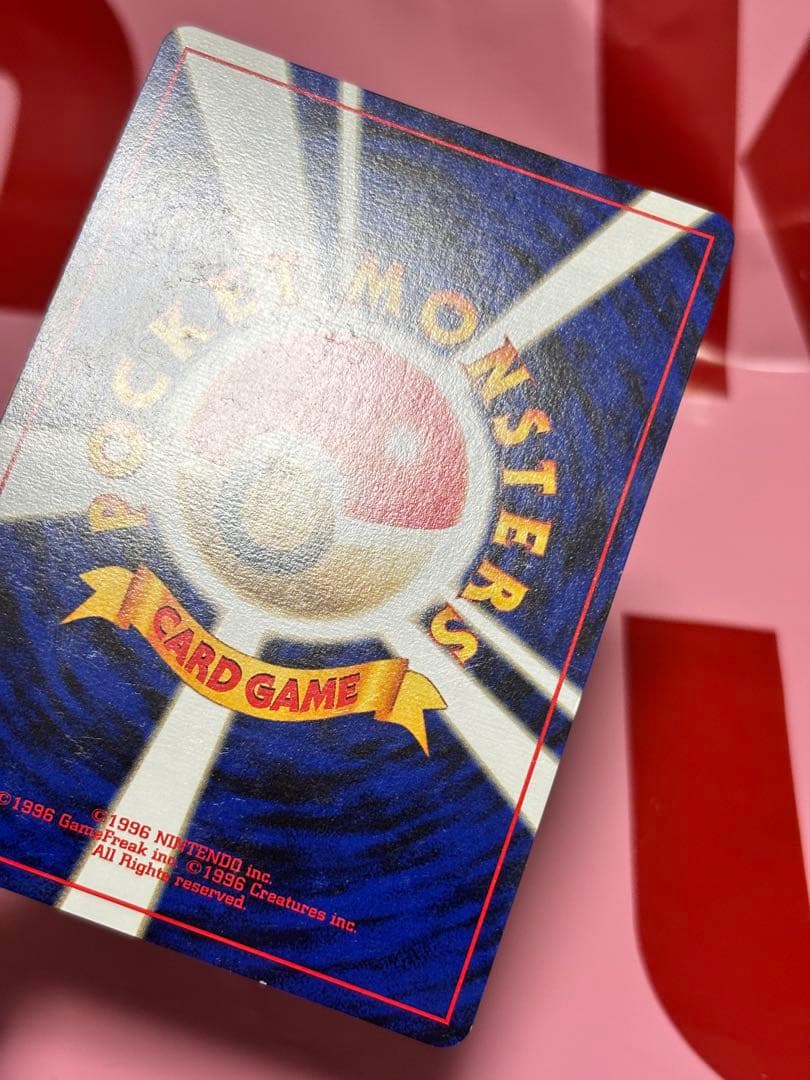 POCKET MONSTERS
CARD GAME
©1996 NINTENDO inc.
©1996 GameFreak inc. ©1996 Creatures inc.
All Rights reserved.